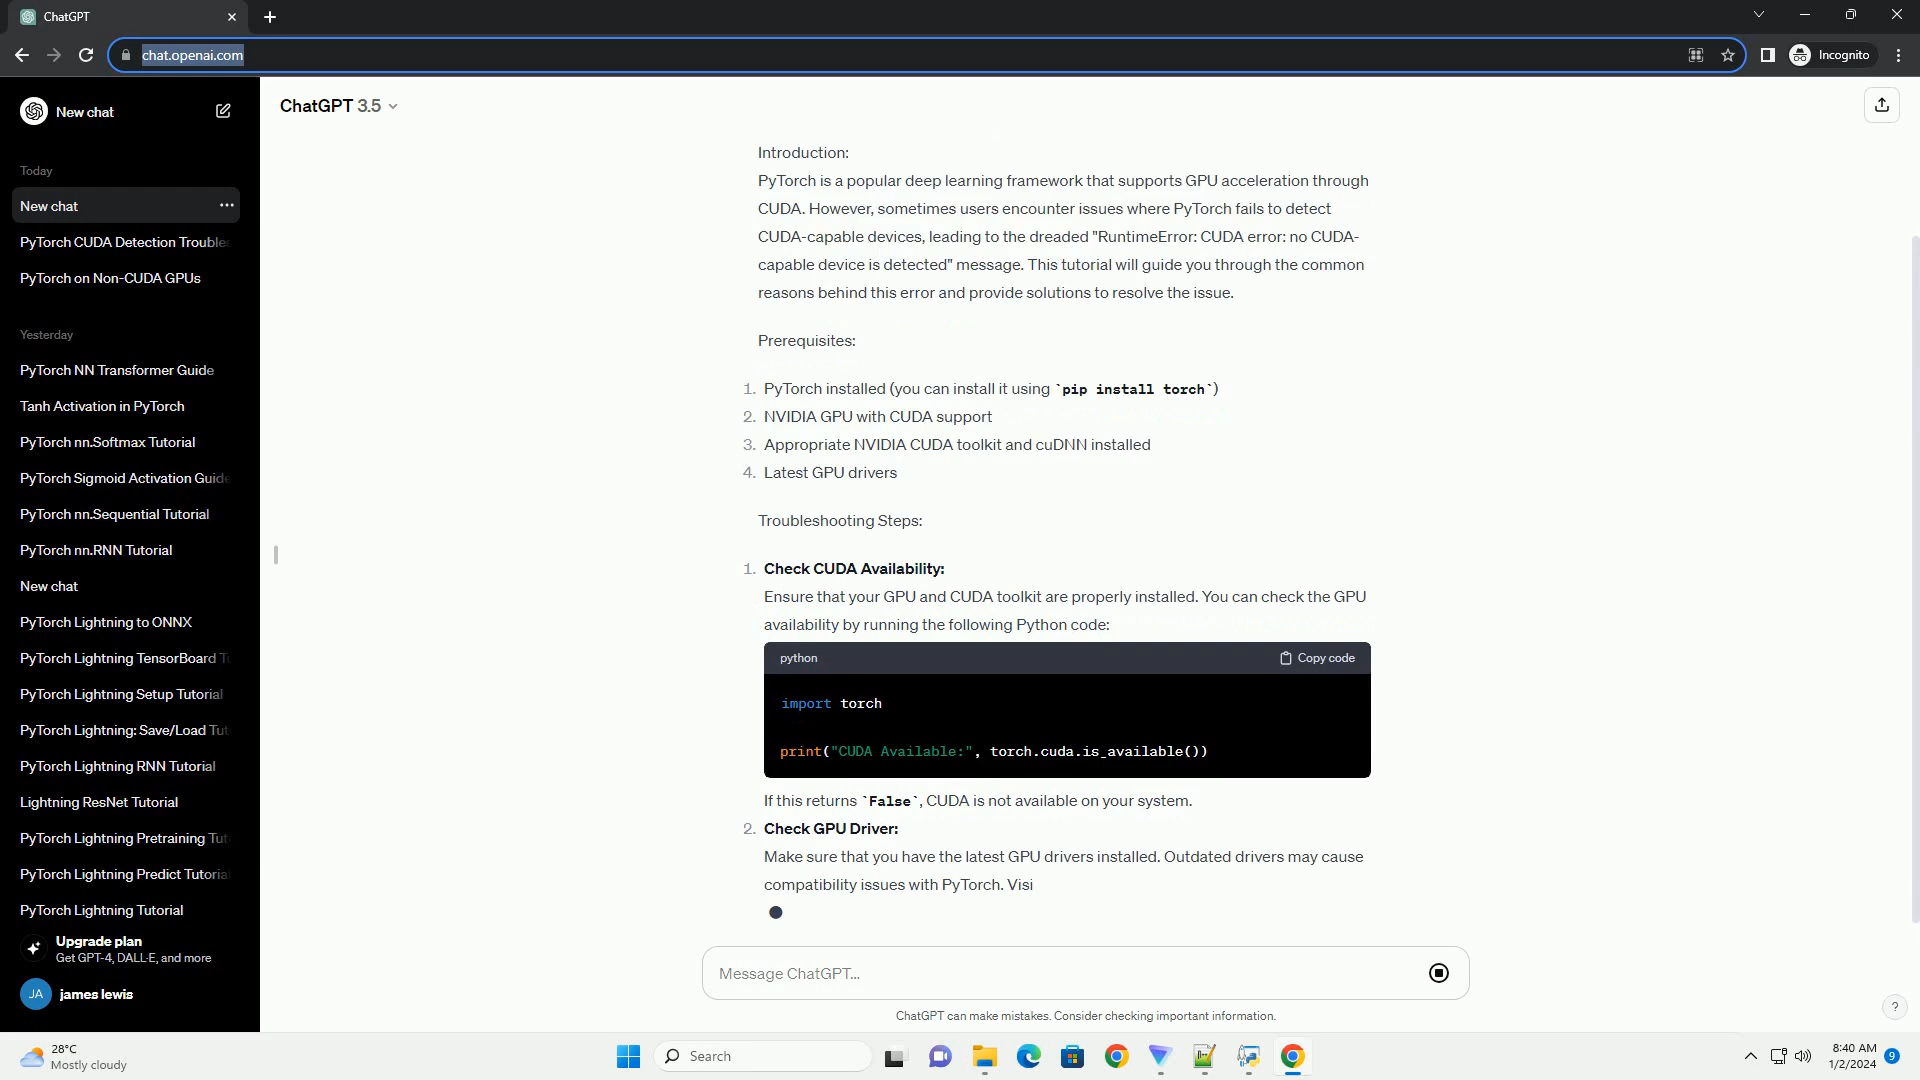 ChatGPT
chat.openai.com
Incognito
New chat
Today
New chat
PyTorch CUDA Detection Troubles
PyTorch on Non-CUDA GPUs
Yesterday
PyTorch NN Transformer Guide
Tanh Activation in PyTorch
PyTorch nn.Softmax Tutorial
PyTorch Sigmoid Activation Guide
PyTorch nn.Sequential Tutorial
PyTorch nn.RNN Tutorial
New chat
PyTorch Lightning to ONNX
PyTorch Lightning TensorBoard Tu
PyTorch Lightning Setup Tutorial
PyTorch Lightning: Save/Load Tut
PyTorch Lightning RNN Tutorial
Lightning ResNet Tutorial
PyTorch Lightning Pretraining Tut
PyTorch Lightning Predict Tutorial
PyTorch Lightning Tutorial
Upgrade plan
Get GPT-4, DALL·E, and more
JA james lewis
ChatGPT 3.5
Introduction:
PyTorch is a popular deep learning framework that supports GPU acceleration through
CUDA. However, sometimes users encounter issues where PyTorch fails to detect
CUDA-capable devices, leading to the dreaded "RuntimeError: CUDA error: no CUDA-
capable device is detected" message. This tutorial will guide you through the common
reasons behind this error and provide solutions to resolve the issue.
Prerequisites:
1. PyTorch installed (you can install it using `pip install torch`)
2. NVIDIA GPU with CUDA support
3. Appropriate NVIDIA CUDA toolkit and cuDNN installed
4. Latest GPU drivers
Troubleshooting Steps:
1. Check CUDA Availability:
Ensure that your GPU and CUDA toolkit are properly installed. You can check the GPU
availability by running the following Python code:
python Copy code
import torch
print("CUDA Available:", torch.cuda.is_available())
If this returns `False`, CUDA is not available on your system.
2. Check GPU Driver:
Make sure that you have the latest GPU drivers installed. Outdated drivers may cause
compatibility issues with PyTorch. Visi
Message ChatGPT...
ChatGPT can make mistakes. Consider checking important information.
?
28°C
Mostly cloudy
Search
8:40 AM
1/2/2024
9